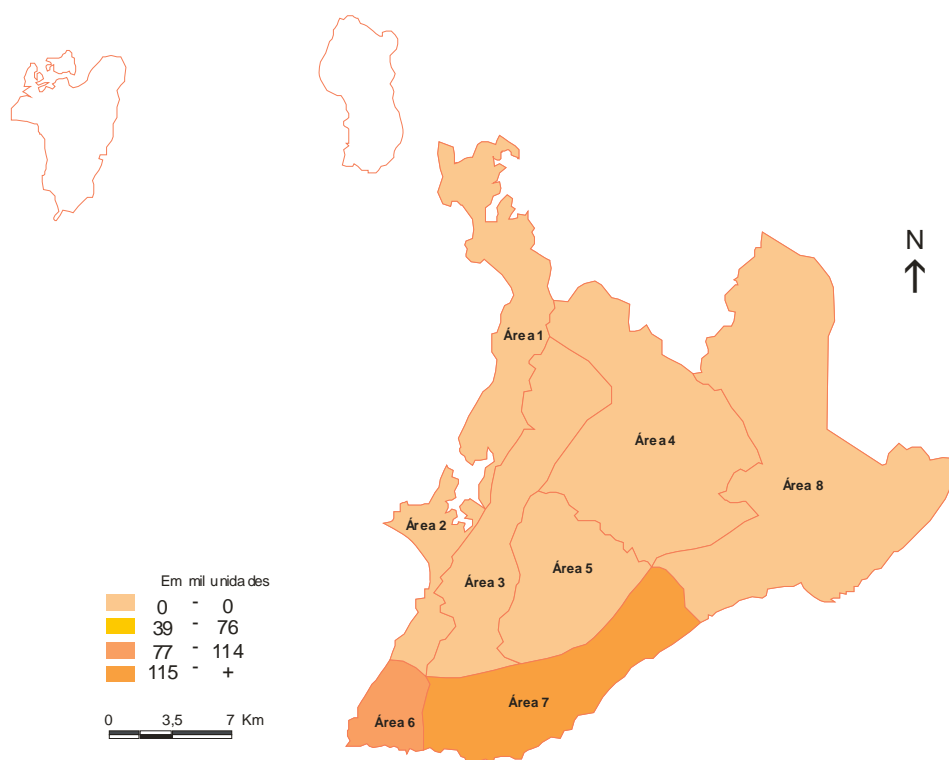 N
Área 1
Área 4
Área 8
Área 2
Área 5
Área 3
Em mil unidades
0 - 0
39 - 76
77 - 114
115 - +
Área 7
Área 6
0 3,5 7 Km